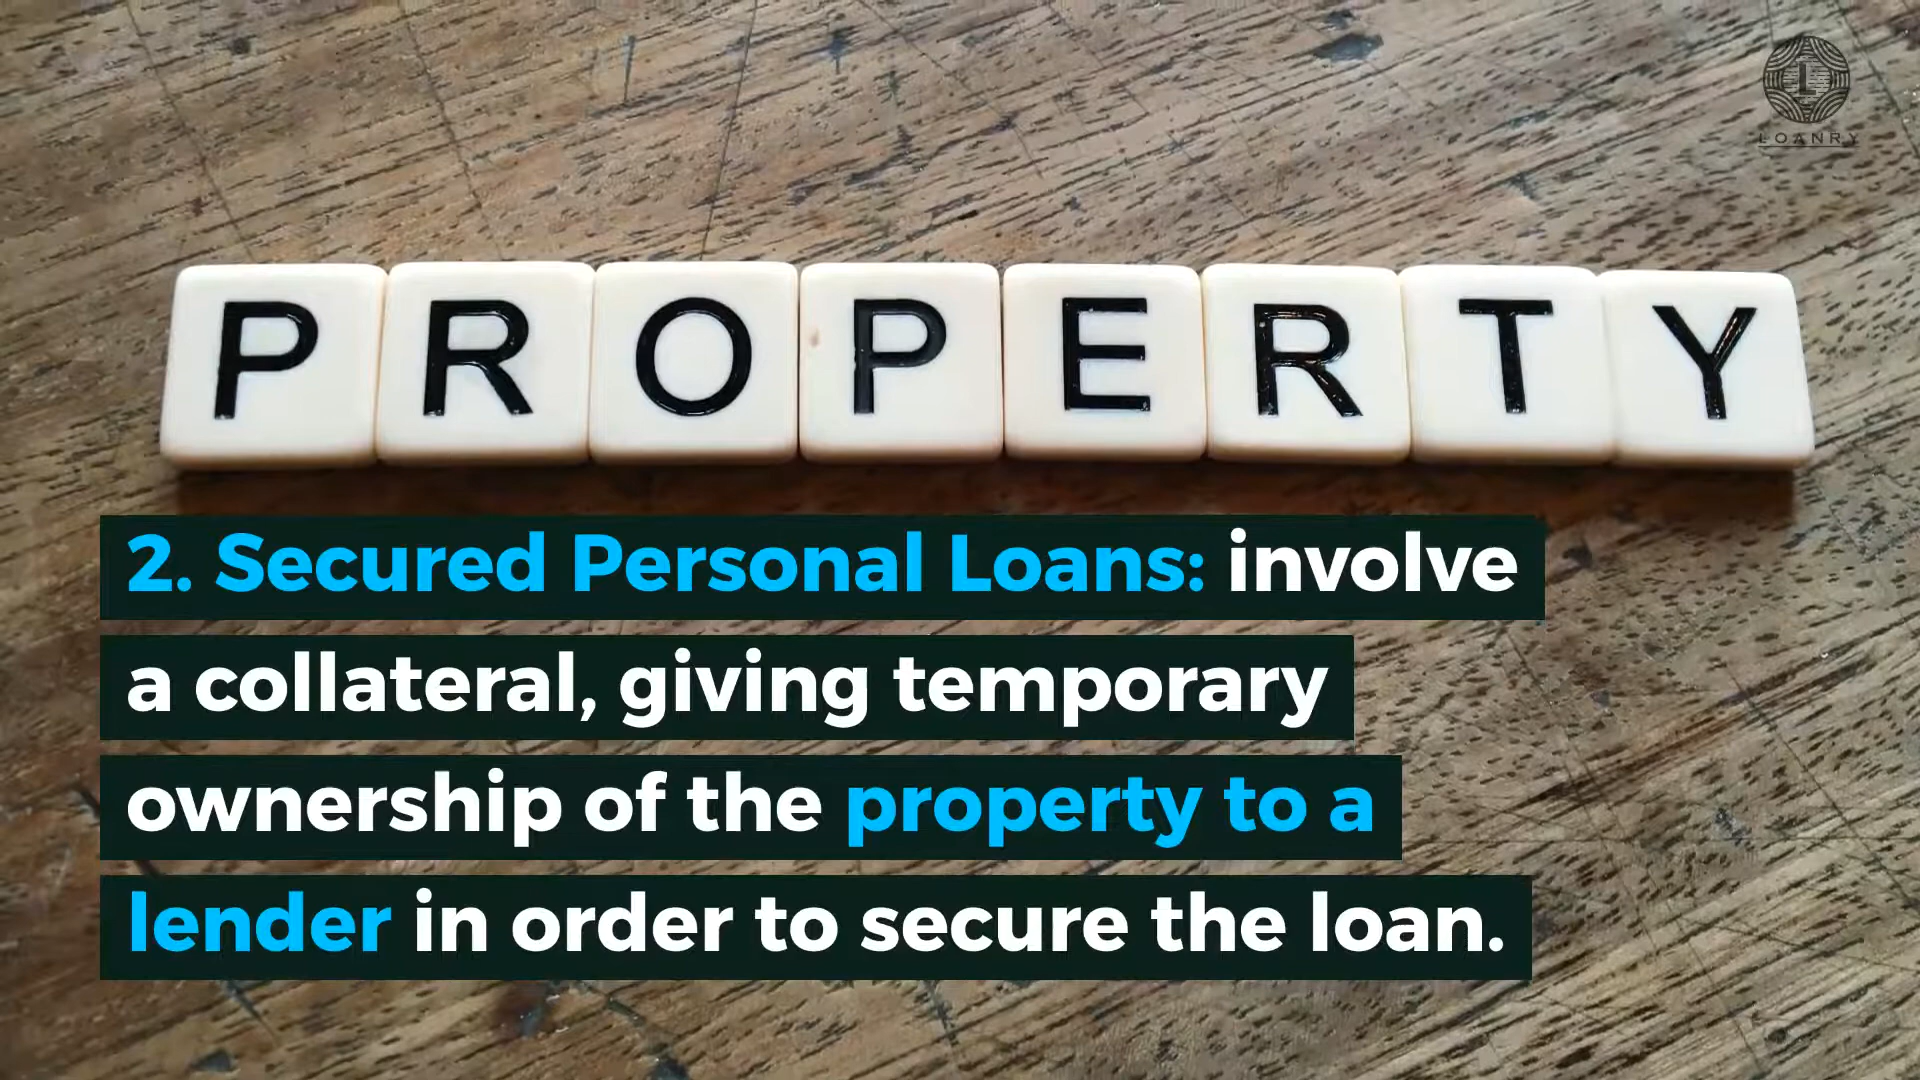 LOANRY
PROPERTY
2. Secured Personal Loans: involve
a collateral, giving temporary
ownership of the property to a
lender in order to secure the loan.